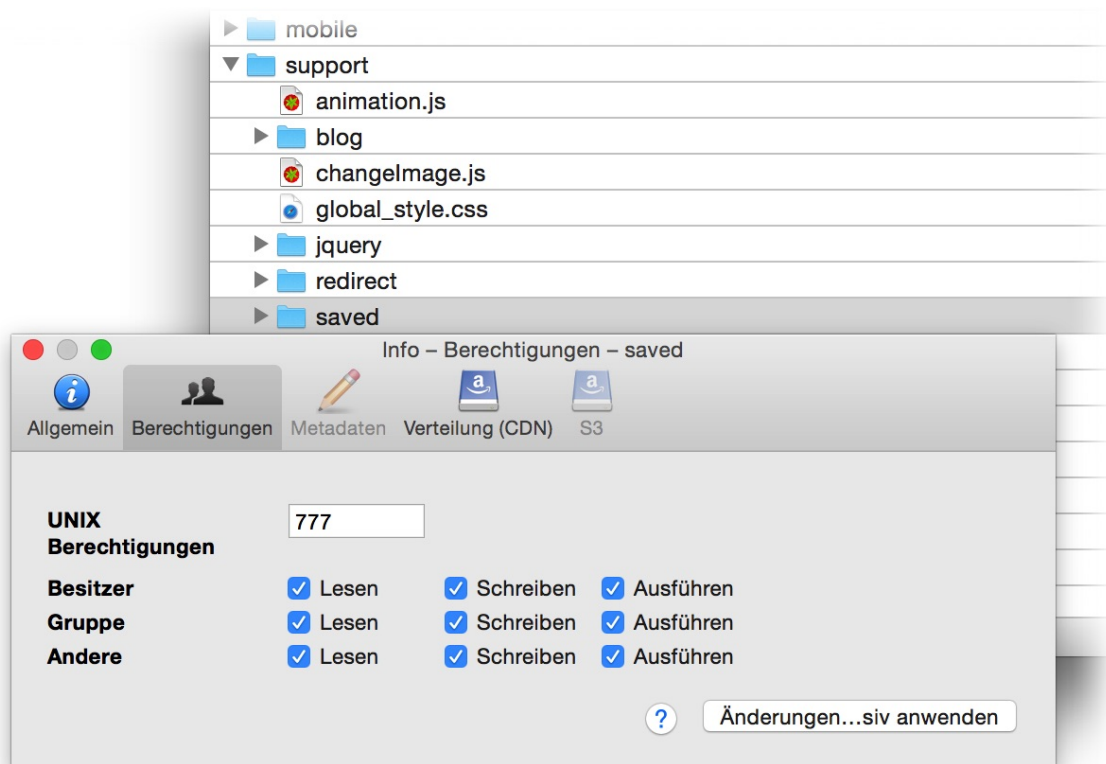 mobile
support
animation.js
blog
changeImage.js
global_style.css
jquery
redirect
saved
Info – Berechtigungen – saved
Allgemein Berechtigungen Metadaten Verteilung (CDN) S3
UNIX 777
Berechtigungen
Besitzer Lesen Schreiben Ausführen
Gruppe Lesen Schreiben Ausführen
Andere Lesen Schreiben Ausführen
? Änderungen...siv anwenden